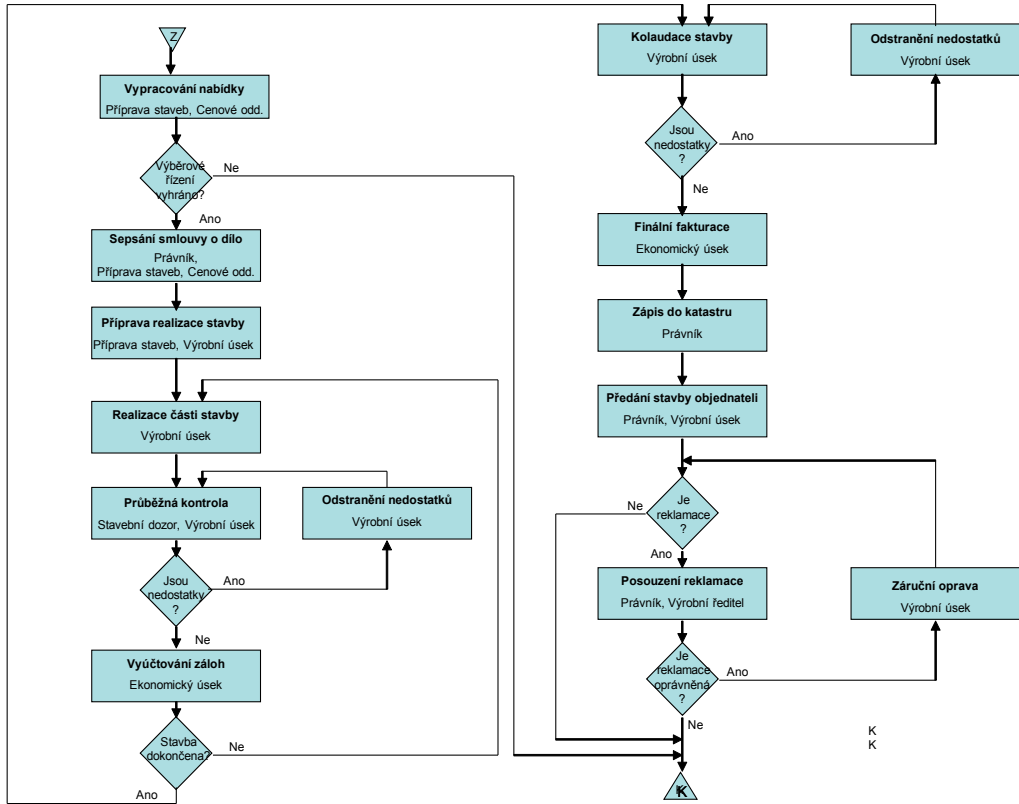 Z
Vypracování nabídky
Příprava staveb, Cenové odd.
Výběrové
řízení
vyhráno?
Ne
Ano
Sepsání smlouvy o dílo
Právník,
Příprava staveb, Cenové odd.
Příprava realizace stavby
Příprava staveb, Výrobní úsek
Realizace části stavby
Výrobní úsek
Průběžná kontrola
Stavební dozor, Výrobní úsek
Odstranění nedostatků
Výrobní úsek
Jsou
nedostatky
?
Ano
Ne
Vyúčtování záloh
Ekonomický úsek
Stavba
dokončena?
Ne
Ano
Kolaudace stavby
Výrobní úsek
Odstranění nedostatků
Výrobní úsek
Jsou
nedostatky
?
Ano
Ne
Finální fakturace
Ekonomický úsek
Zápis do katastru
Právník
Předání stavby objednateli
Právník, Výrobní úsek
Je
reklamace
?
Ne
Ano
Posouzení reklamace
Právník, Výrobní ředitel
Záruční oprava
Výrobní úsek
Je
reklamace
oprávněná
?
Ano
Ne
K
K
K